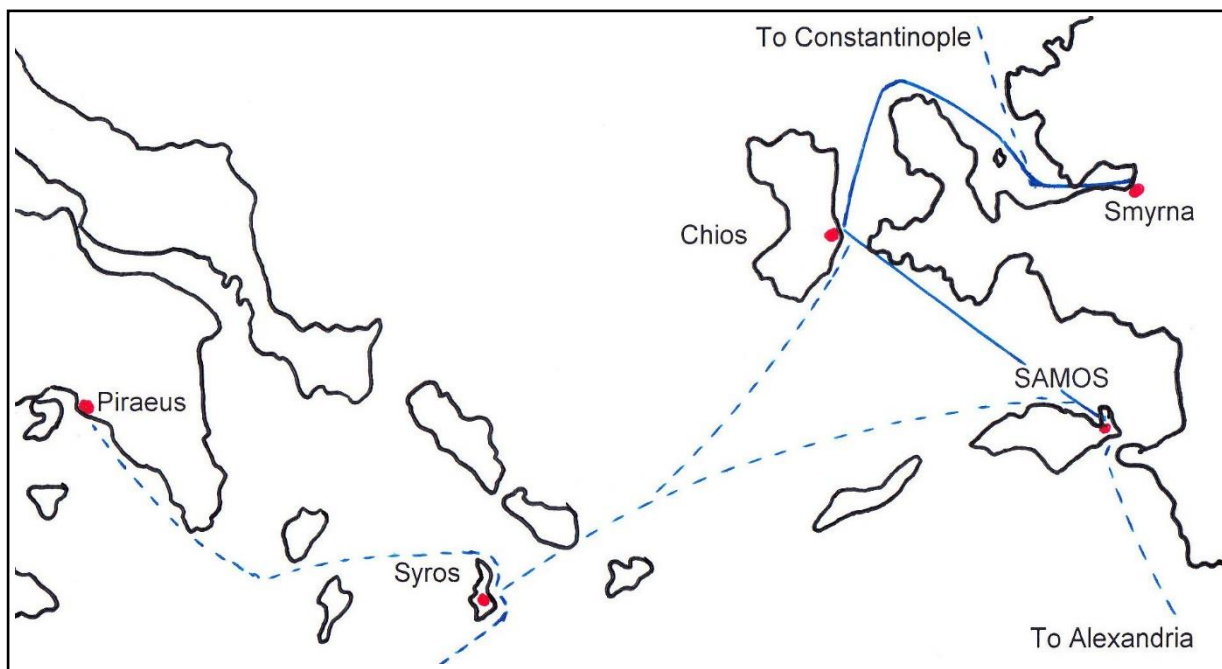 To Constantinople
Smyrna
Chios
SAMOS
Piraeus
Syros
To Alexandria